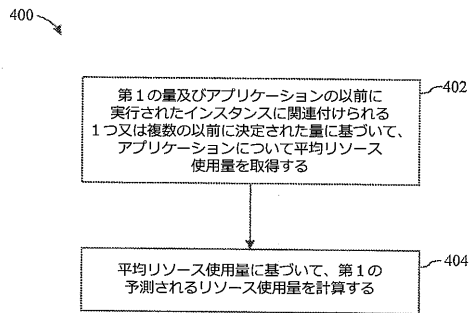 400
402
第1の量及びアプリケーションの以前に
実行されたインスタンスに関連付けられる
1つ又は複数の以前に決定された量に基づいて、
アプリケーションについて平均リソース
使用量を取得する
404
平均リソース使用量に基づいて、第1の
予測されるリソース使用量を計算する